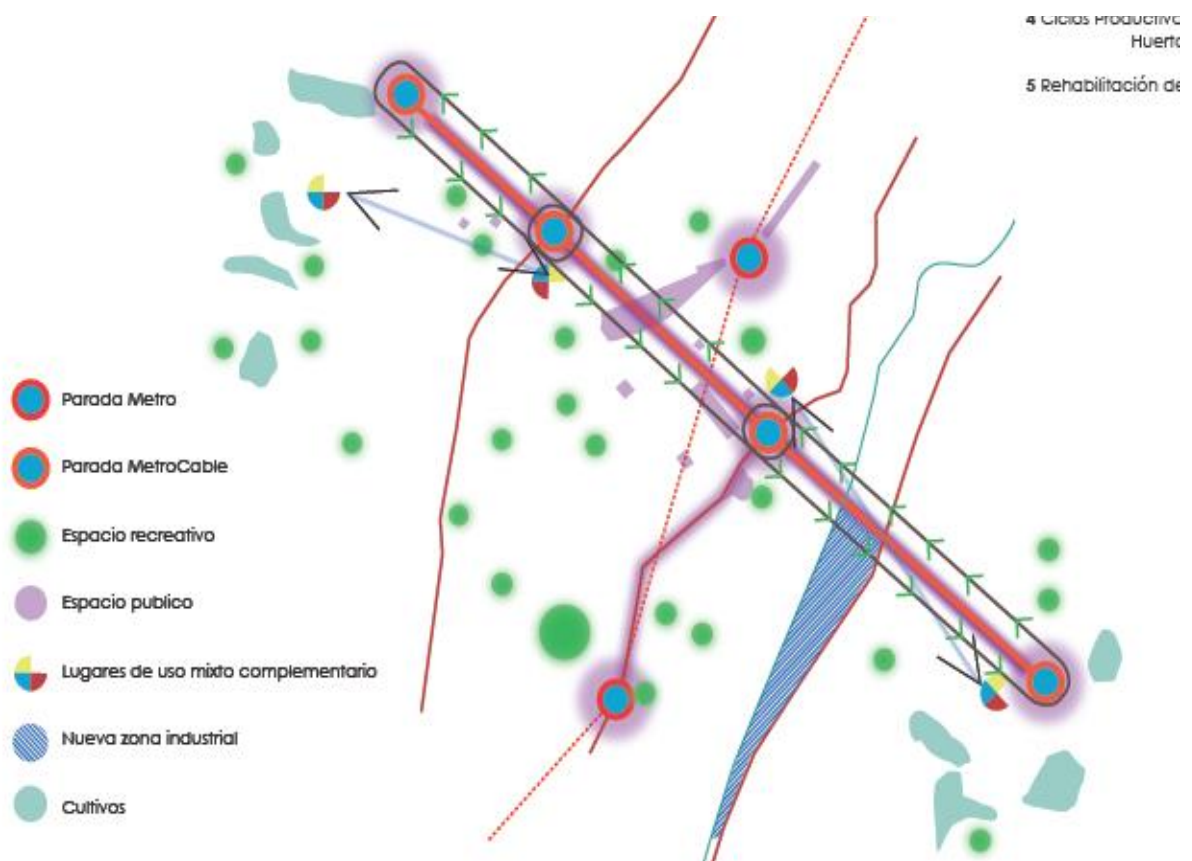 4 Ciclos Productivo
Huerta
5 Rehabilitación de
Parada Metro
Parada MetroCable
Espacio recreativo
Espacio publico
Lugares de uso mixto complementario
Nueva zona industrial
Cultivos